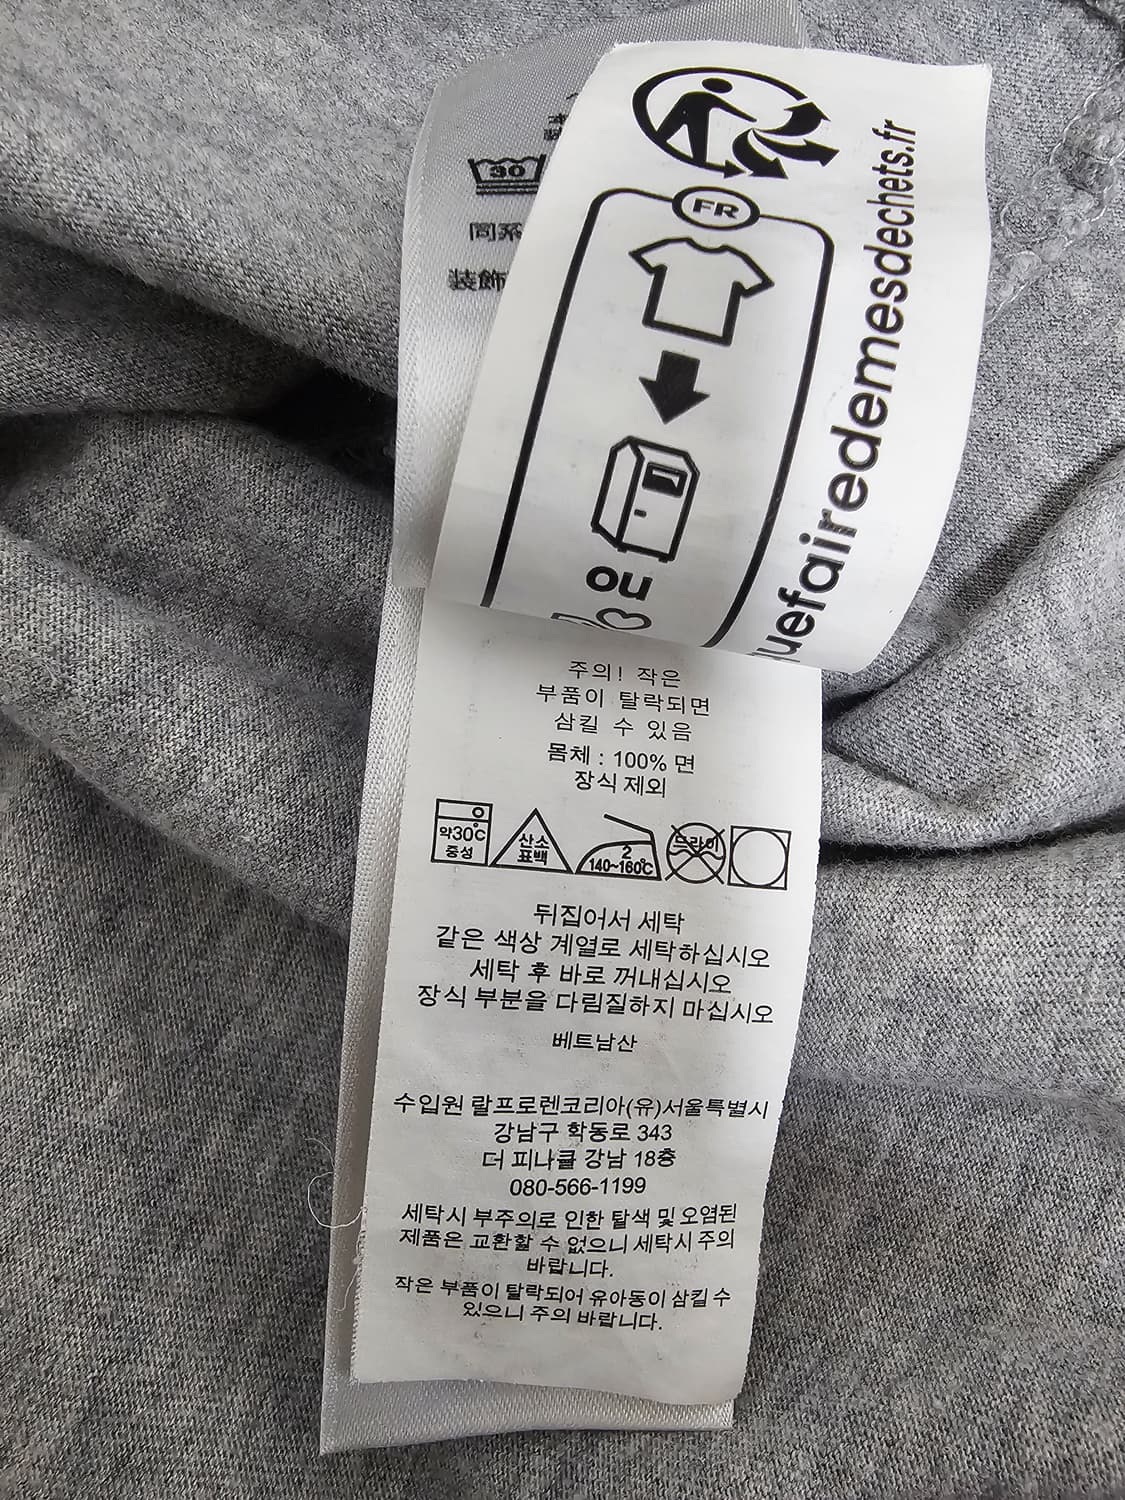 30
同系
装飾
FR
OU
uefairedemesdechets.fr
주의! 작은
부품이 탈락되면
삼킬 수 있음
몸체 : 100% 면
장식 제외
약30℃
중성
산소
표백
2
140~160℃
드라이
뒤집어서 세탁
같은 색상 계열로 세탁하십시오
세탁 후 바로 꺼내십시오
장식 부분을 다림질하지 마십시오
베트남산
수입원 랄프로렌코리아(유)서울특별시
강남구 학동로 343
더 피나클 강남 18층
080-566-1199
세탁시 부주의로 인한 탈색 및 오염된
제품은 교환할 수 없으니 세탁시 주의
바랍니다.
작은 부품이 탈락되어 유아동이 삼킬 수
있으니 주의 바랍니다.